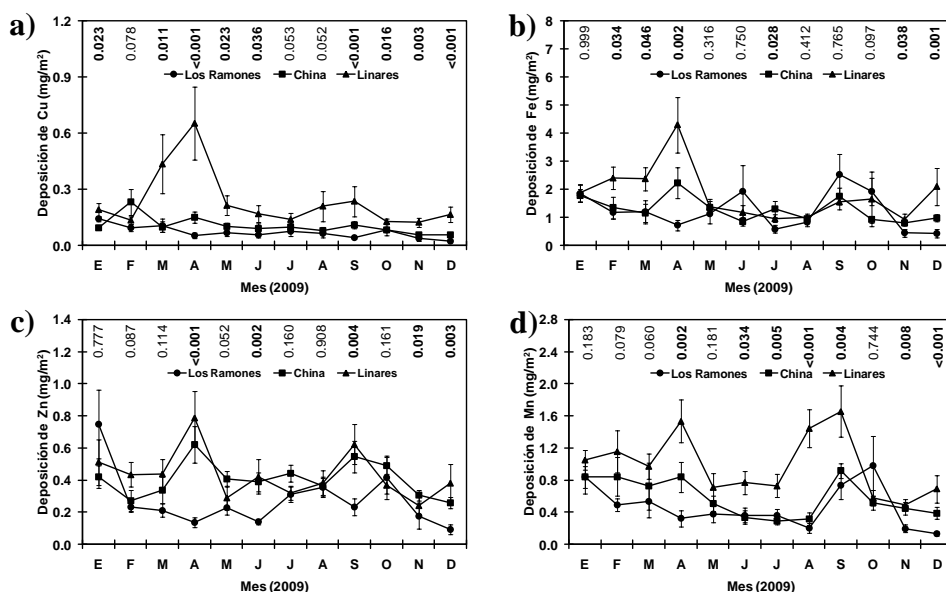 a)
0.023 0.078 0.011 <0.001 0.023 0.036 0.053 0.052 <0.001 0.016 0.003 <0.001
Los Ramones China Linares
Deposición de Cu (mg/m²)
1.2
0.9
0.6
0.3
0.0
E F M A M J J A S O N D
Mes (2009)
b)
0.999 0.034 0.046 0.002 0.316 0.750 0.028 0.412 0.765 0.097 0.038 0.001
Los Ramones China Linares
Deposición de Fe (mg/m²)
8
7
6
5
4
3
2
1
0
E F M A M J J A S O N D
Mes (2009)
c)
0.777 0.087 0.114 <0.001 0.052 0.002 0.160 0.908 0.004 0.161 0.019 0.003
Los Ramones China Linares
Deposición de Zn (mg/m²)
1.4
1.2
1.0
0.8
0.6
0.4
0.2
0.0
E F M A M J J A S O N D
Mes (2009)
d)
0.183 0.079 0.060 0.002 0.181 0.034 0.005 <0.001 0.004 0.744 0.008 <0.001
Los Ramones China Linares
Deposición de Mn (mg/m²)
2.8
2.4
2.0
1.6
1.2
0.8
0.4
0.0
E F M A M J J A S O N D
Mes (2009)